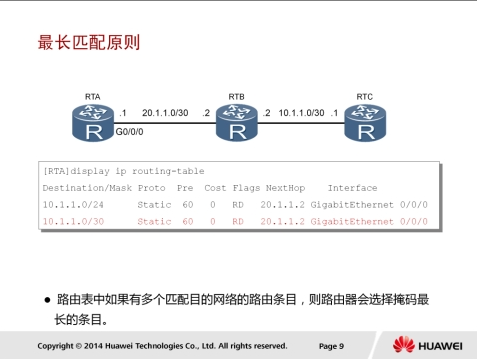 最长匹配原则
RTA RTB RTC
.1 20.1.1.0/30 .2 .2 10.1.1.0/30 .1
R R R
G0/0/0
[RTA]display ip routing-table
Destination/Mask Proto Pre Cost Flags NextHop Interface
10.1.1.0/24 Static 60 0 RD 20.1.1.2 GigabitEthernet 0/0/0
10.1.1.0/30 Static 60 0 RD 20.1.1.2 GigabitEthernet 0/0/0
● 路由表中如果有多个匹配目的网络的路由条目，则路由器会选择掩码最
长的条目。
Copyright © 2014 Huawei Technologies Co., Ltd. All rights reserved. Page 9 HUAWEI